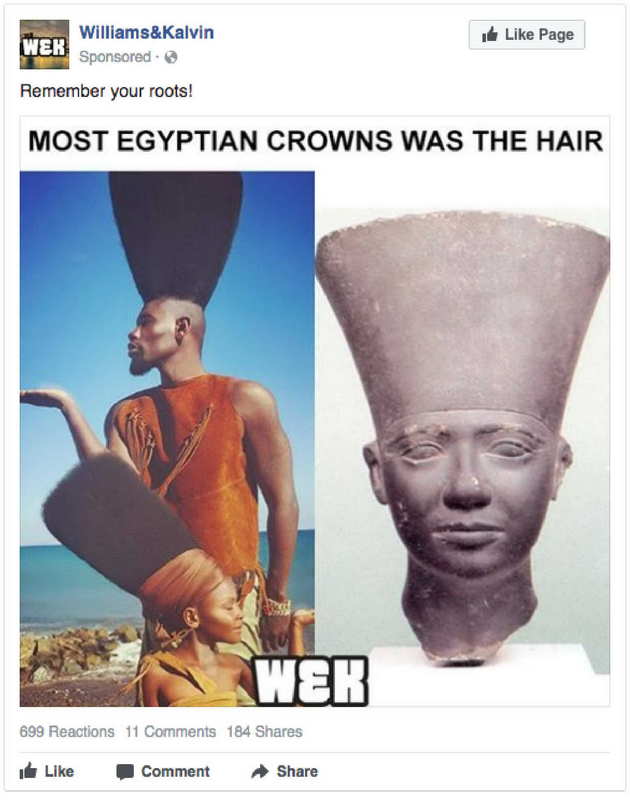 W&K
Williams&Kalvin
Like Page
Sponsored ·
Remember your roots!
MOST EGYPTIAN CROWNS WAS THE HAIR
W&K
699 Reactions 11 Comments 184 Shares
Like Comment Share